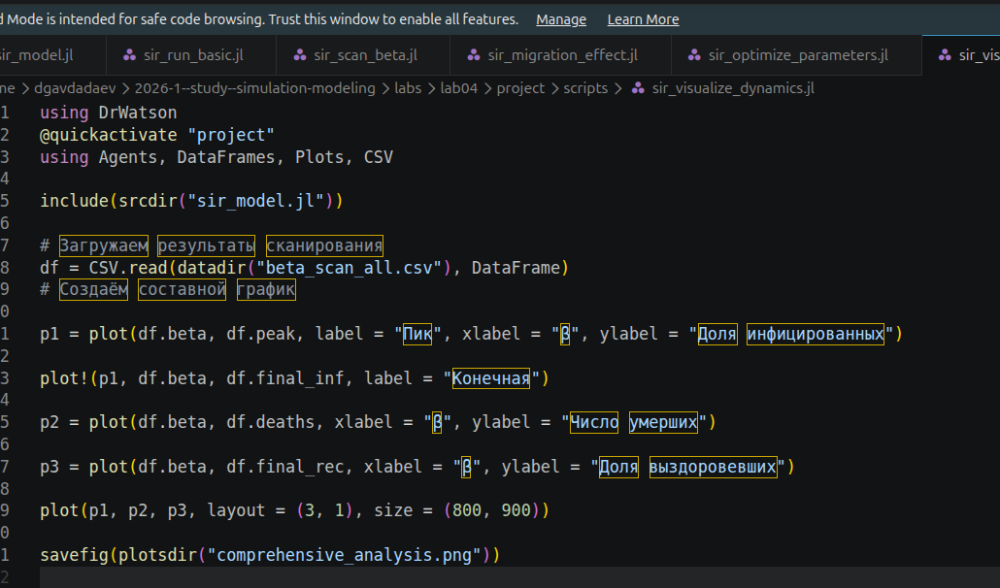 d Mode is intended for safe code browsing. Trust this window to enable all features. Manage Learn More
sir_model.jl sir_run_basic.jl sir_scan_beta.jl sir_migration_effect.jl sir_optimize_parameters.jl sir_vis
me > dgavdadaev > 2026-1--study--simulation-modeling > labs > lab04 > project > scripts > sir_visualize_dynamics.jl
1 using DrWatson
2 @quickactivate "project"
3 using Agents, DataFrames, Plots, CSV
4
5 include(srcdir("sir_model.jl"))
6
7 # Загружаем результаты сканирования
8 df = CSV.read(datadir("beta_scan_all.csv"), DataFrame)
9 # Создаём составной график
0
1 p1 = plot(df.beta, df.peak, label = "Пик", xlabel = "β", ylabel = "Доля инфицированных")
2
3 plot!(p1, df.beta, df.final_inf, label = "Конечная")
4
5 p2 = plot(df.beta, df.deaths, xlabel = "β", ylabel = "Число умерших")
6
7 p3 = plot(df.beta, df.final_rec, xlabel = "β", ylabel = "Доля выздоровевших")
8
9 plot(p1, p2, p3, layout = (3, 1), size = (800, 900))
0
1 savefig(plotsdir("comprehensive_analysis.png"))
2